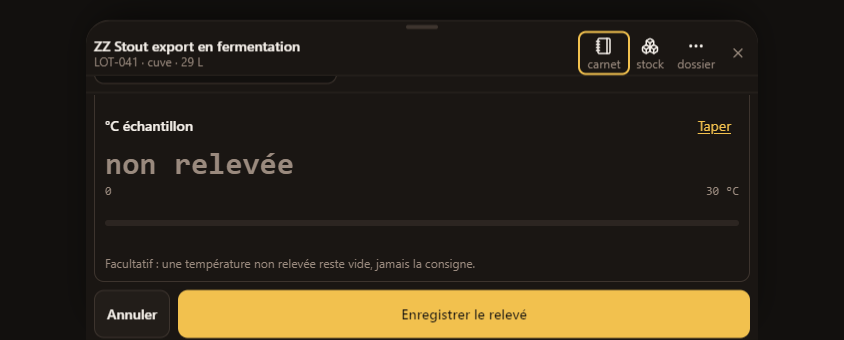 ZZ Stout export en fermentation
LOT-041 · cuve · 29 L
carnet
stock
dossier
°C échantillon
Taper
non relevée
0
30 °C
Facultatif : une température non relevée reste vide, jamais la consigne.
Annuler
Enregistrer le relevé